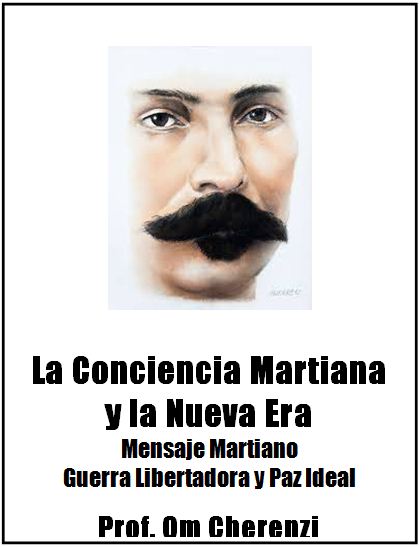 La Conciencia Martiana
y la Nueva Era
Mensaje Martiano
Guerra Libertadora y Paz Ideal
Prof. Om Cherenzi